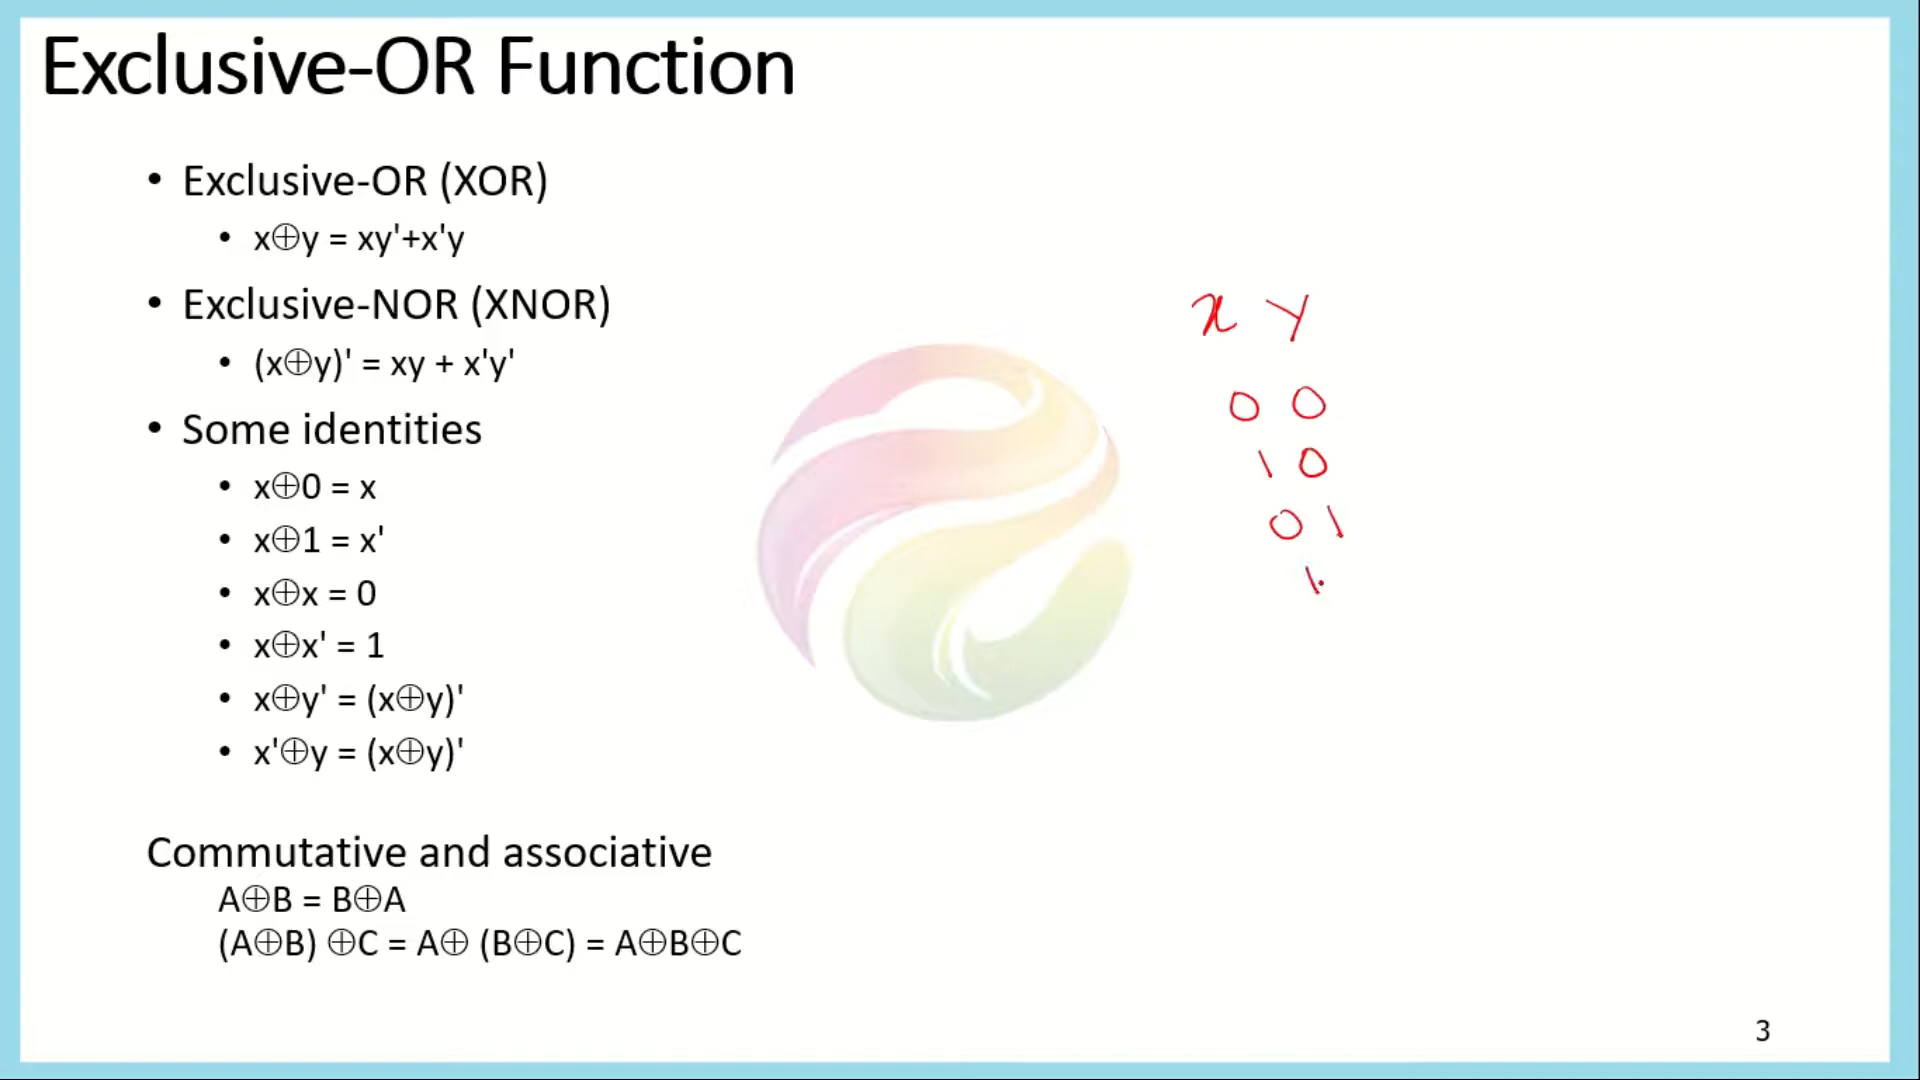 Exclusive-OR Function
• Exclusive-OR (XOR)
• x⊕y = xy'+x'y
• Exclusive-NOR (XNOR)
• (x⊕y)' = xy + x'y'
• Some identities
• x⊕0 = x
• x⊕1 = x'
• x⊕x = 0
• x⊕x' = 1
• x⊕y' = (x⊕y)'
• x'⊕y = (x⊕y)'
Commutative and associative
A⊕B = B⊕A
(A⊕B) ⊕C = A⊕ (B⊕C) = A⊕B⊕C
x y
0 0
1 0
0 1
1
3